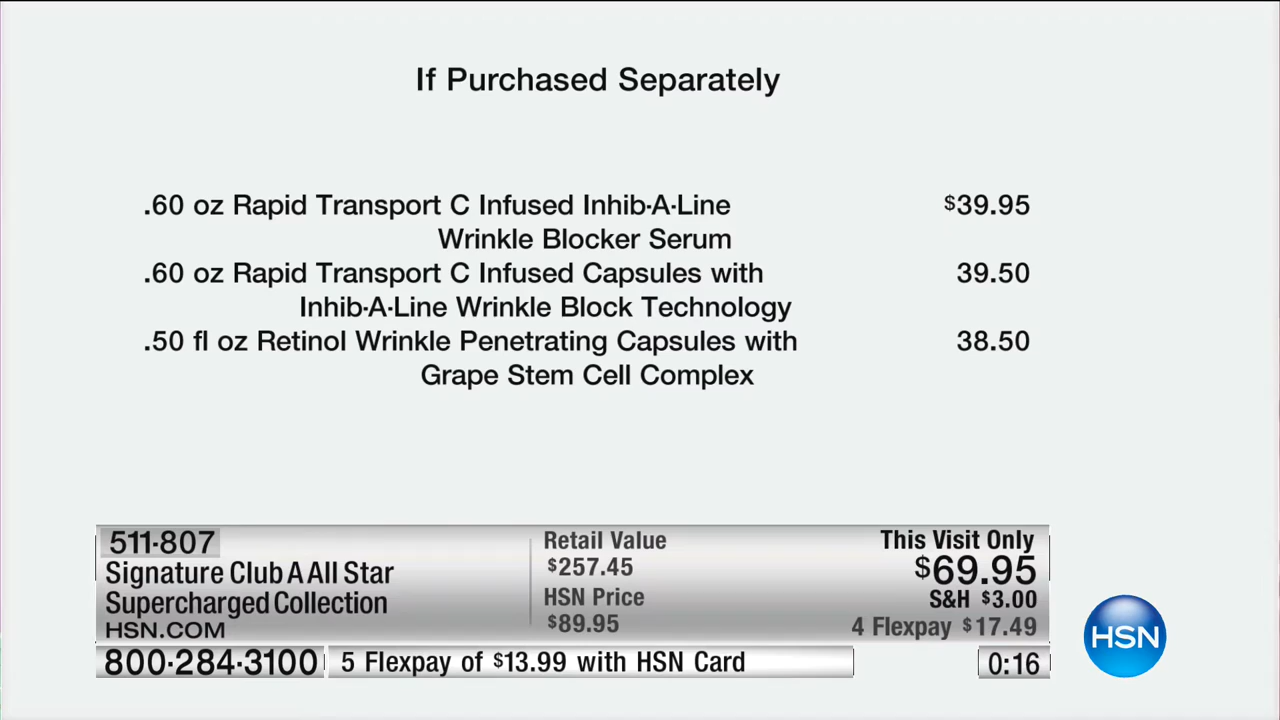 If Purchased Separately
.60 oz Rapid Transport C Infused Inhib-A-Line $39.95
Wrinkle Blocker Serum
.60 oz Rapid Transport C Infused Capsules with 39.50
Inhib-A-Line Wrinkle Block Technology
.50 fl oz Retinol Wrinkle Penetrating Capsules with 38.50
Grape Stem Cell Complex
511-807
Signature Club A All Star
Supercharged Collection
HSN.COM
Retail Value
$257.45
HSN Price
$89.95
This Visit Only
$69.95
S&H $3.00
4 Flexpay $17.49
800-284-3100
5 Flexpay of $13.99 with HSN Card
0:16
HSN